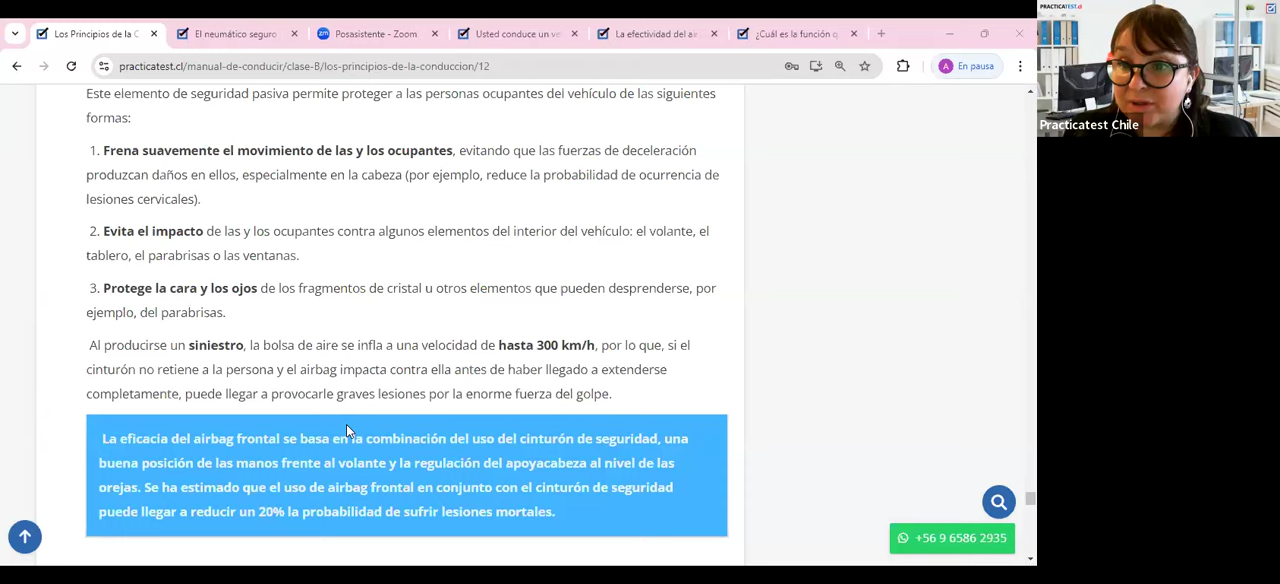 Los Principios de la C
El neumático seguro
Posasistente - Zoom
Usted conduce un ve
La efectividad del air
¿Cuál es la función q
practicatest.cl/manual-de-conducir/clase-B/los-principios-de-la-conduccion/12
A
En pausa
PRACTICATEST.cl
Practicatest Chile
Este elemento de seguridad pasiva permite proteger a las personas ocupantes del vehículo de las siguientes
formas:
1. Frena suavemente el movimiento de las y los ocupantes, evitando que las fuerzas de deceleración
produzcan daños en ellos, especialmente en la cabeza (por ejemplo, reduce la probabilidad de ocurrencia de
lesiones cervicales).
2. Evita el impacto de las y los ocupantes contra algunos elementos del interior del vehículo: el volante, el
tablero, el parabrisas o las ventanas.
3. Protege la cara y los ojos de los fragmentos de cristal u otros elementos que pueden desprenderse, por
ejemplo, del parabrisas.
Al producirse un siniestro, la bolsa de aire se infla a una velocidad de hasta 300 km/h, por lo que, si el
cinturón no retiene a la persona y el airbag impacta contra ella antes de haber llegado a extenderse
completamente, puede llegar a provocarle graves lesiones por la enorme fuerza del golpe.
La eficacia del airbag frontal se basa en la combinación del uso del cinturón de seguridad, una
buena posición de las manos frente al volante y la regulación del apoyacabeza al nivel de las
orejas. Se ha estimado que el uso de airbag frontal en conjunto con el cinturón de seguridad
puede llegar a reducir un 20% la probabilidad de sufrir lesiones mortales.
+56 9 6586 2935